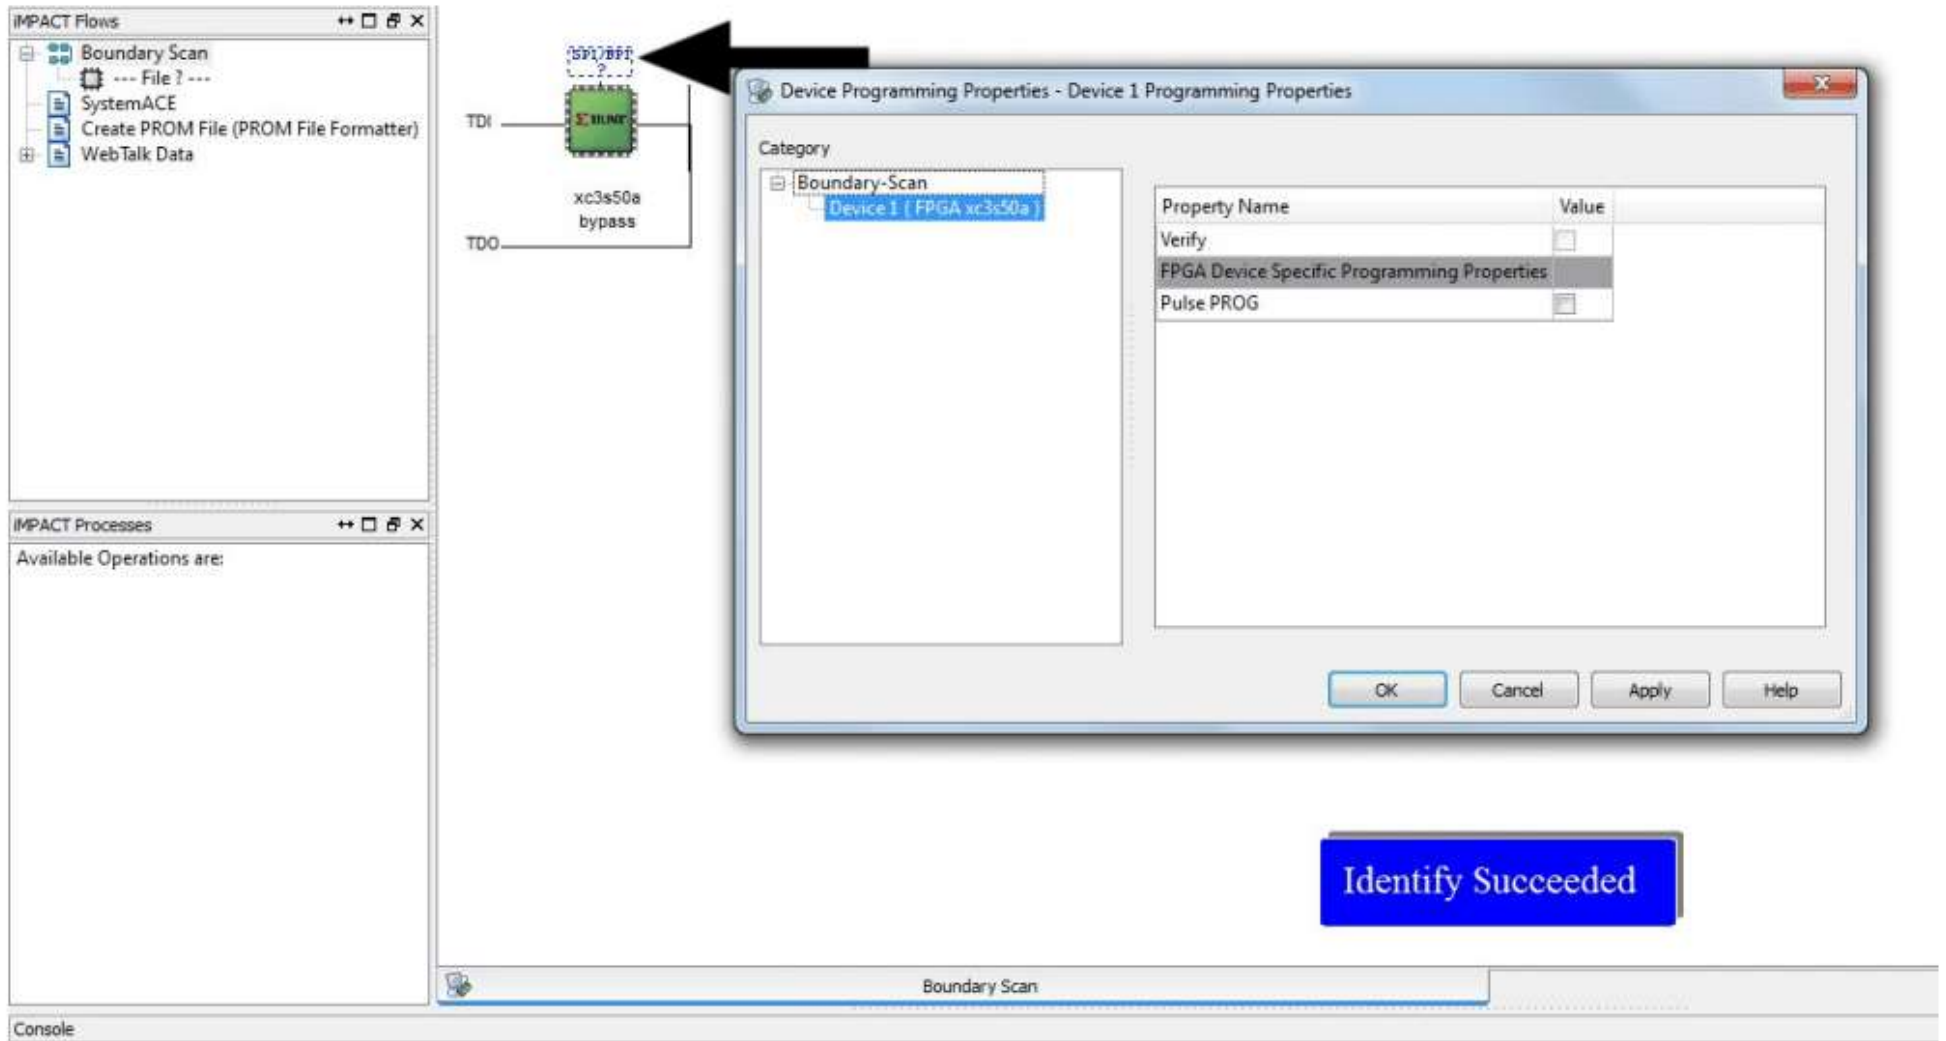 iMPACT Flows
Boundary Scan
--- File ? ---
SystemACE
Create PROM File (PROM File Formatter)
WebTalk Data
iMPACT Processes
Available Operations are:
SPI/BPI
?
TDI
XILINX
xc3s50a
bypass
TDO
Device Programming Properties - Device 1 Programming Properties
Category
Boundary-Scan
Device 1 ( FPGA xc3s50a )
Property Name Value
Verify
FPGA Device Specific Programming Properties
Pulse PROG
OK Cancel Apply Help
Identify Succeeded
Boundary Scan
Console